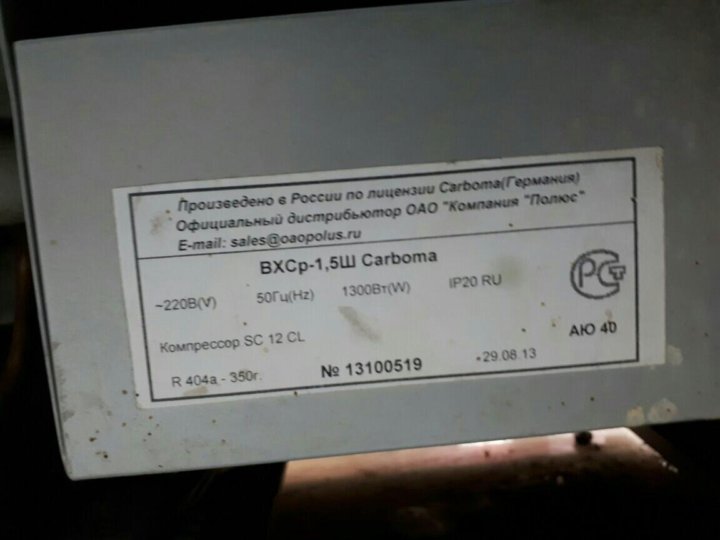 Произведено в России по лицензии Carboma(Германия)
Официальный дистрибьютор ОАО "Компания "Полюс"
E-mail: sales@oaopolus.ru
ВХСр-1,5Ш Carboma
~220В(V) 50Гц(Hz) 1300Вт(W) IP20 RU
РСТ
Компрессор SC 12 CL
АЮ 40
R 404a - 350г. № 13100519 29.08.13